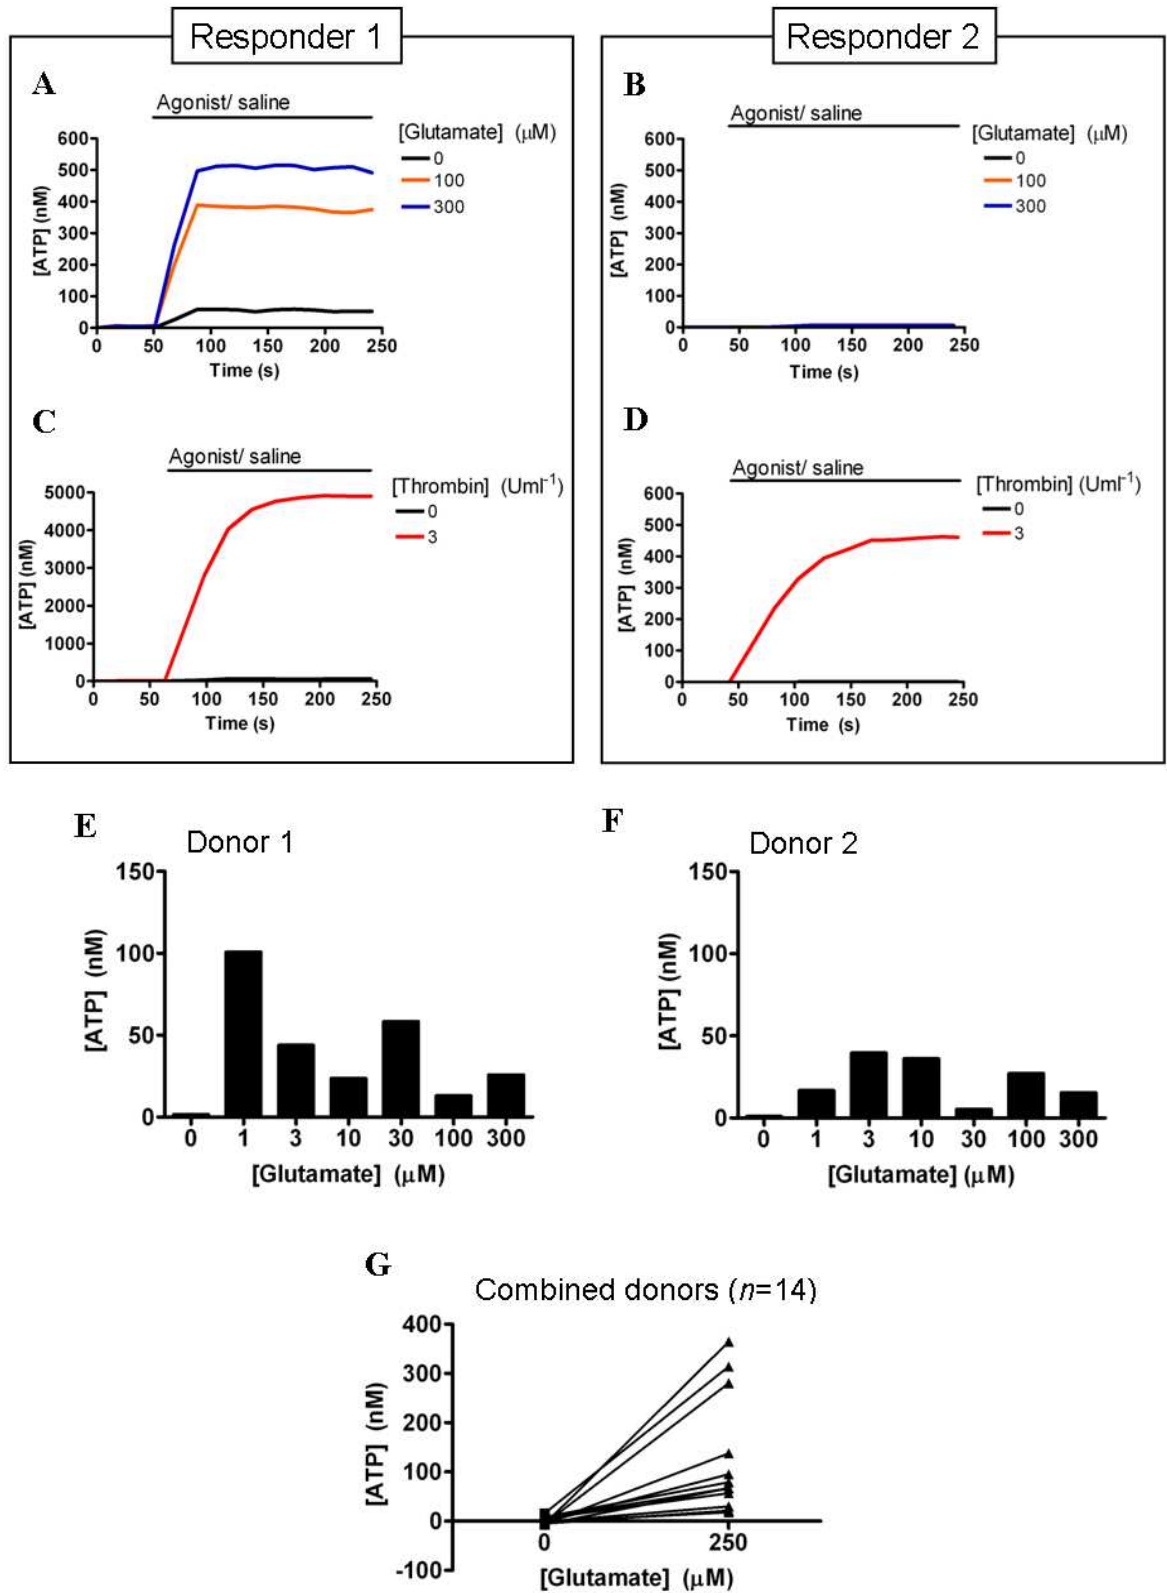 Responder 1
Responder 2
A
Agonist/ saline
[Glutamate] (μM)
0
100
300
600
500
400
300
200
100
0
[ATP] (nM)
0 50 100 150 200 250
Time (s)
B
Agonist/ saline
[Glutamate] (μM)
0
100
300
600
500
400
300
200
100
0
[ATP] (nM)
0 50 100 150 200 250
Time (s)
C
Agonist/ saline
[Thrombin] (Uml⁻¹)
0
3
5000
4000
3000
2000
1000
0
[ATP] (nM)
0 50 100 150 200 250
Time (s)
D
Agonist/ saline
[Thrombin] (Uml⁻¹)
0
3
600
500
400
300
200
100
0
[ATP] (nM)
0 50 100 150 200 250
Time (s)
E
Donor 1
150
100
50
0
[ATP] (nM)
0 1 3 10 30 100 300
[Glutamate] (μM)
F
Donor 2
150
100
50
0
[ATP] (nM)
0 1 3 10 30 100 300
[Glutamate] (μM)
G
Combined donors (n=14)
400
300
200
100
0
-100
[ATP] (nM)
0 250
[Glutamate] (μM)